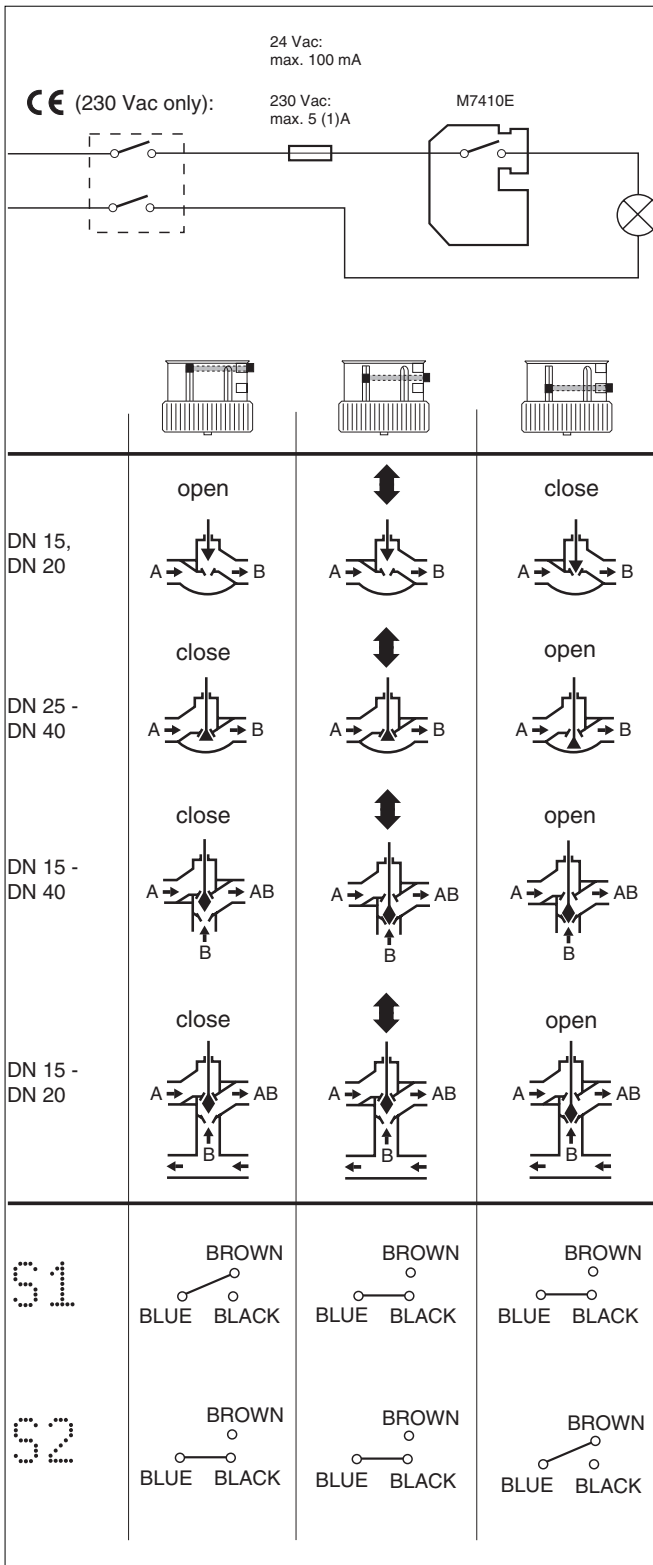 24 Vac:
max. 100 mA
CE (230 Vac only):
230 Vac:
max. 5 (1)A
M7410E
open
close
DN 15,
DN 20
A B
A B
A B
close
open
DN 25 -
DN 40
A B
A B
A B
close
open
DN 15 -
DN 40
A AB
A AB
A AB
B
B
B
close
open
DN 15 -
DN 20
A AB
A AB
A AB
B
B
B
S1
BROWN
BROWN
BROWN
BLUE BLACK
BLUE BLACK
BLUE BLACK
S2
BROWN
BROWN
BROWN
BLUE BLACK
BLUE BLACK
BLUE BLACK